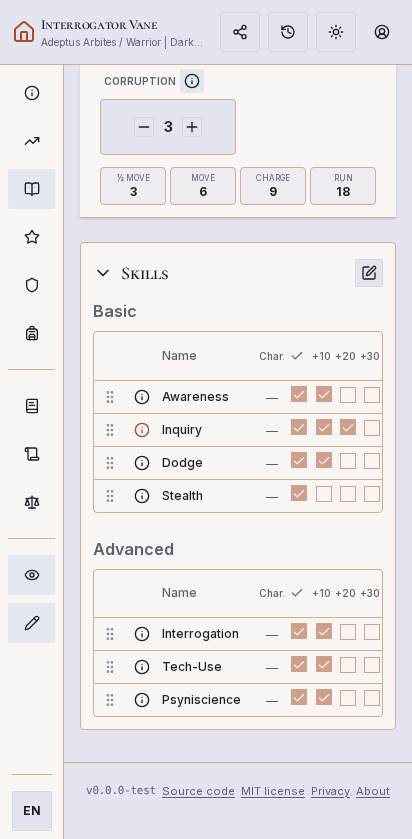 Interrogator Vane
Adeptus Arbites / Warrior | Dark...
CORRUPTION
3
½ MOVE
3
MOVE
6
CHARGE
9
RUN
18
Skills
Basic
Name Char. +10 +20 +30
Awareness —
Inquiry —
Dodge —
Stealth —
Advanced
Name Char. +10 +20 +30
Interrogation —
Tech-Use —
Psyniscience —
EN
v0.0.0-test Source code MIT license Privacy About